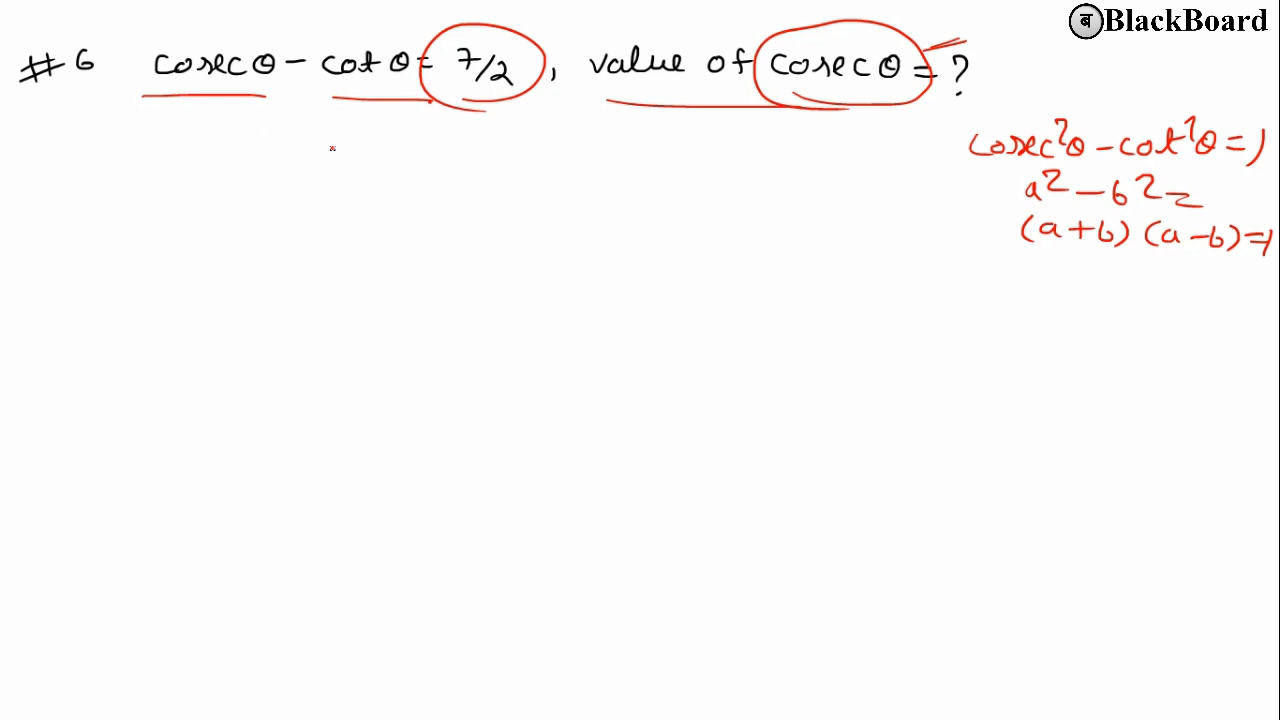 ब BlackBoard
# 6 cosecθ - cotθ = 7/2, value of cosecθ = ?
cosec²θ - cot²θ = 1
a² - b² =
(a+b) (a-b) = 1